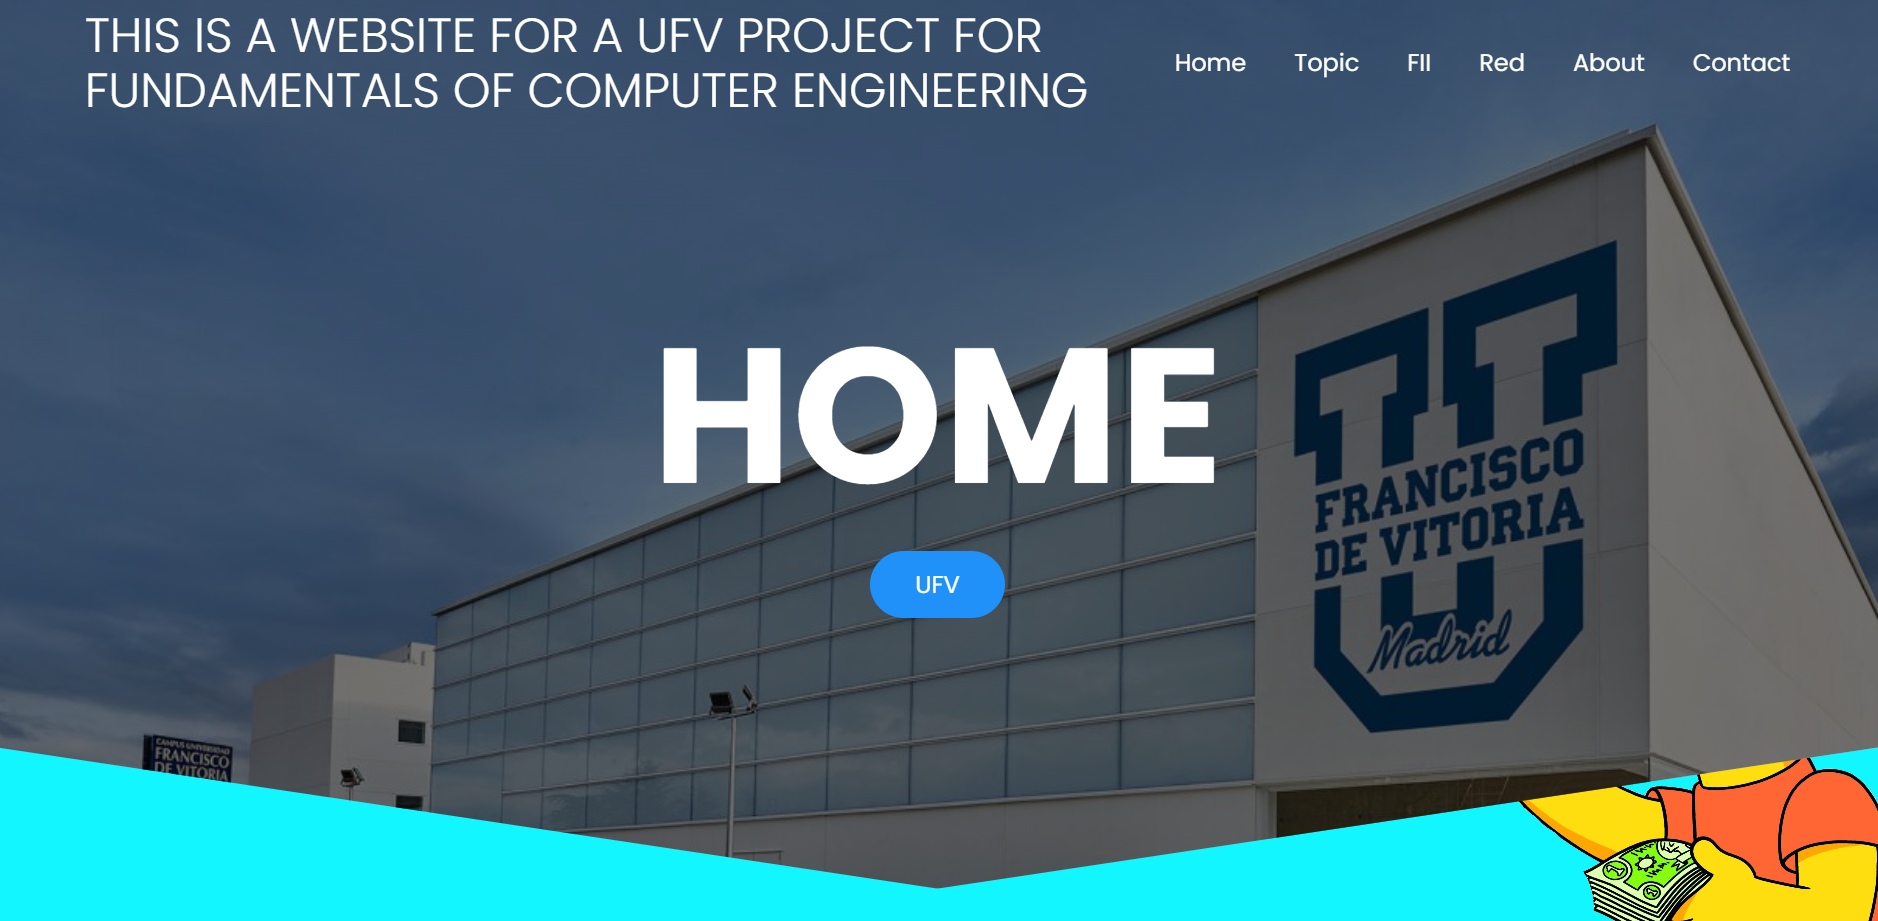 THIS IS A WEBSITE FOR A UFV PROJECT FOR
FUNDAMENTALS OF COMPUTER ENGINEERING
Home Topic FII Red About Contact
HOME
UFV
FRANCISCO
DE VITORIA
Madrid
CAMPUS UNIVERSIDAD
FRANCISCO
DE VITORIA